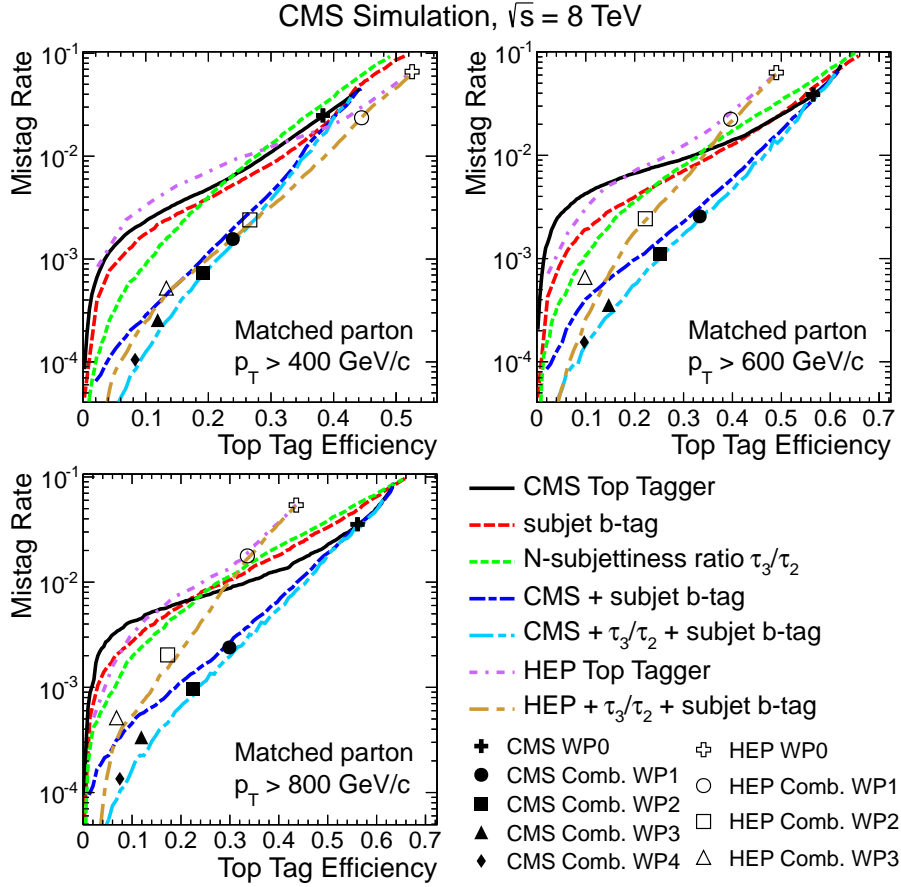 CMS Simulation, √s = 8 TeV
Mistag Rate
10⁻¹
10⁻²
10⁻³
10⁻⁴
Matched parton
p_T > 400 GeV/c
0 0.1 0.2 0.3 0.4 0.5
Top Tag Efficiency
Mistag Rate
10⁻¹
10⁻²
10⁻³
10⁻⁴
Matched parton
p_T > 600 GeV/c
0 0.1 0.2 0.3 0.4 0.5 0.6 0.7
Top Tag Efficiency
Mistag Rate
10⁻¹
10⁻²
10⁻³
10⁻⁴
Matched parton
p_T > 800 GeV/c
0 0.1 0.2 0.3 0.4 0.5 0.6 0.7
Top Tag Efficiency
CMS Top Tagger
subjet b-tag
N-subjettiness ratio τ₃/τ₂
CMS + subjet b-tag
CMS + τ₃/τ₂ + subjet b-tag
HEP Top Tagger
HEP + τ₃/τ₂ + subjet b-tag
CMS WP0
CMS Comb. WP1
CMS Comb. WP2
CMS Comb. WP3
CMS Comb. WP4
HEP WP0
HEP Comb. WP1
HEP Comb. WP2
HEP Comb. WP3